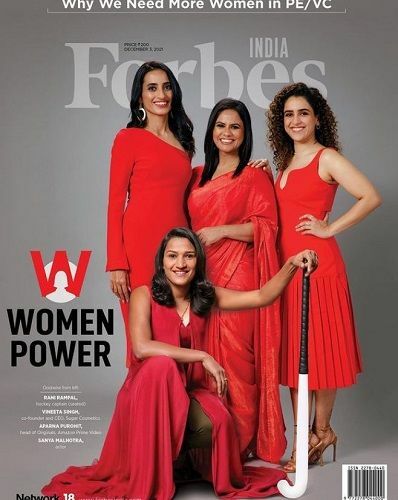 Why We Need More Women in PE/VC
Forbes
INDIA
PRICE ₹200
DECEMBER 3, 2021
W
WOMEN
POWER
Clockwise from left:
RANI RAMPAL,
hockey captain (seated)
VINEETA SINGH,
co-founder and CEO, Sugar Cosmetics
APARNA PUROHIT,
head of Originals, Amazon Prime Video
SANYA MALHOTRA,
actor
Network 18
ISSN 2278-0440